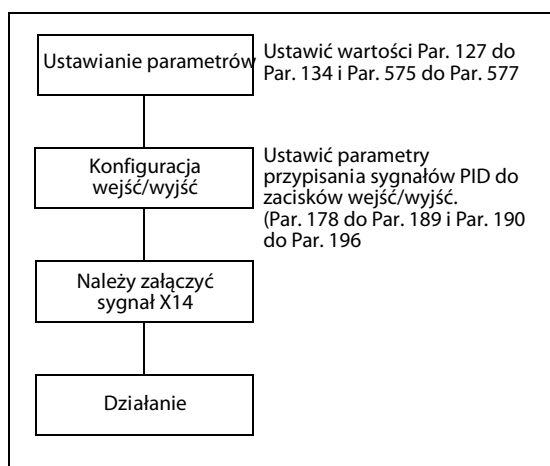 Ustawianie parametrów
Ustawić wartości Par. 127 do
Par. 134 i Par. 575 do Par. 577
Konfiguracja
wejść/wyjść
Ustawić parametry
przypisania sygnałów PID do
zacisków wejść/wyjść.
(Par. 178 do Par. 189 i Par. 190
do Par. 196
Należy załączyć
sygnał X14
Działanie